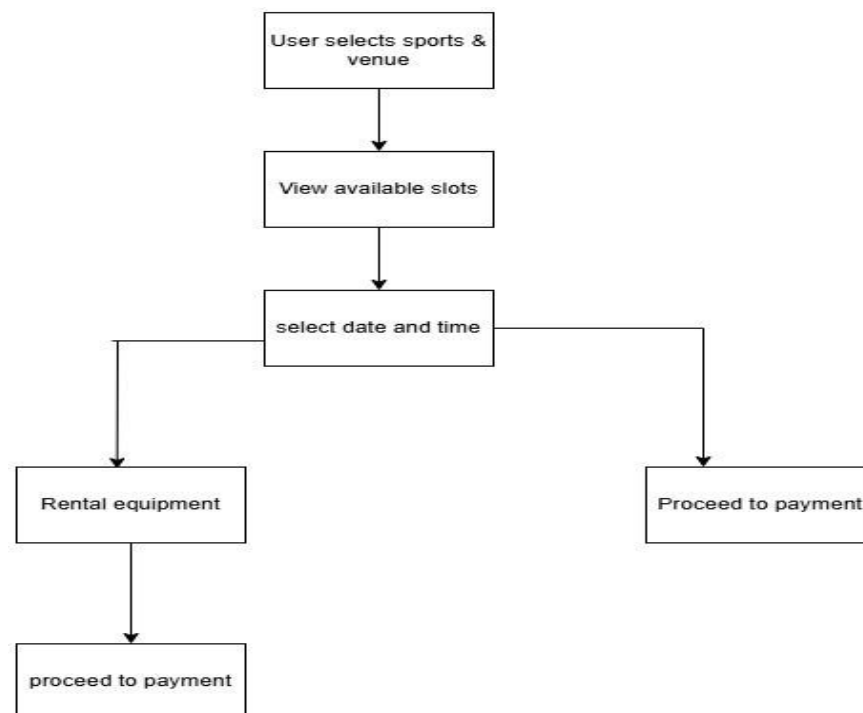 User selects sports &
venue
View available slots
select date and time
Rental equipment
Proceed to payment
proceed to payment